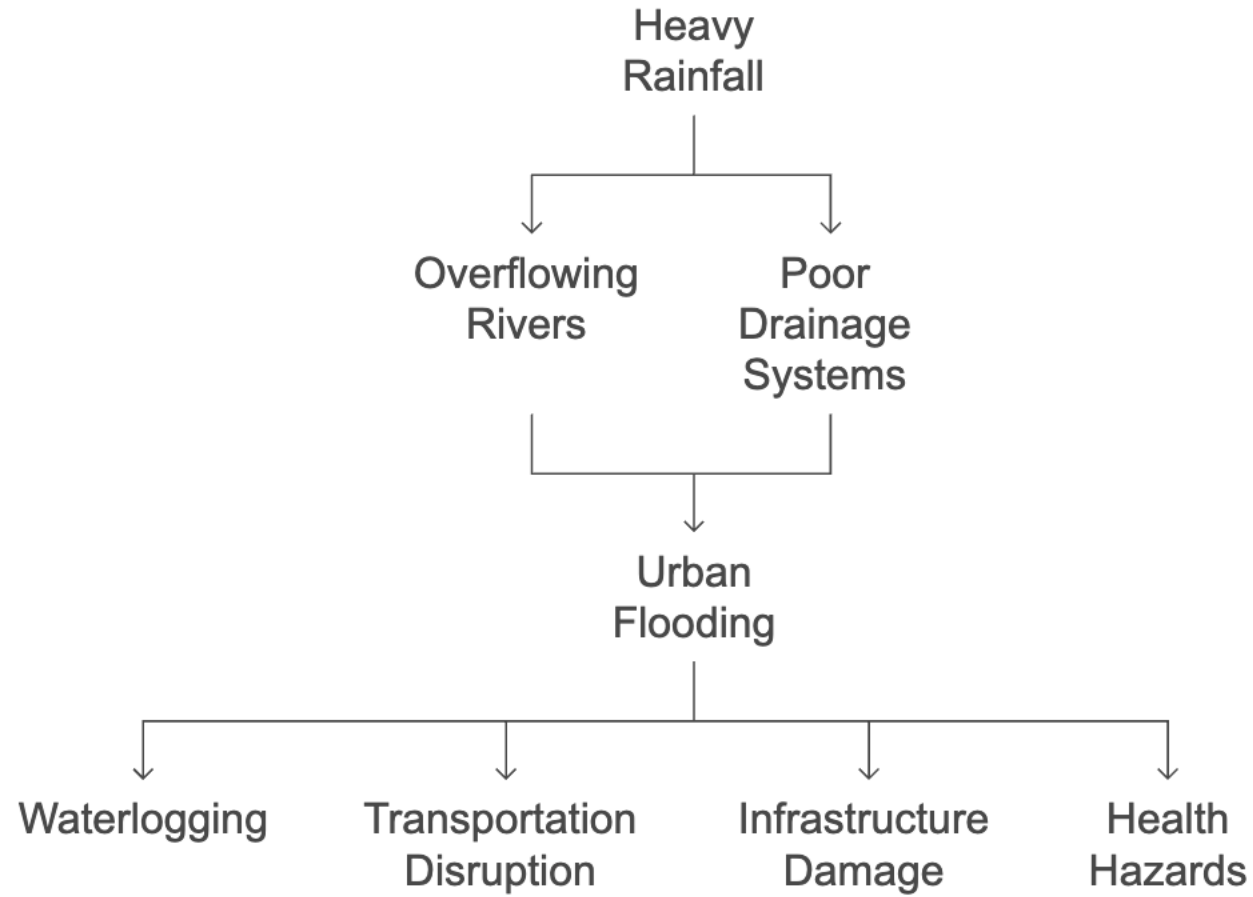 Heavy
Rainfall
Overflowing
Rivers
Poor
Drainage
Systems
Urban
Flooding
Waterlogging
Transportation
Disruption
Infrastructure
Damage
Health
Hazards